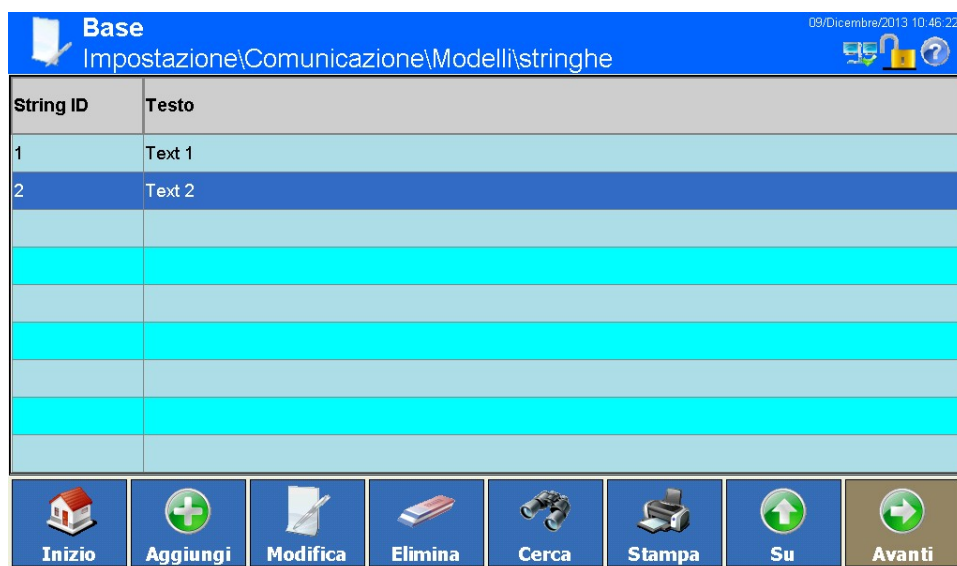 Base
09/Dicembre/2013 10:46:22
Impostazione\Comunicazione\Modelli\stringhe
String ID Testo
1 Text 1
2 Text 2
Inizio Aggiungi Modifica Elimina Cerca Stampa Su Avanti